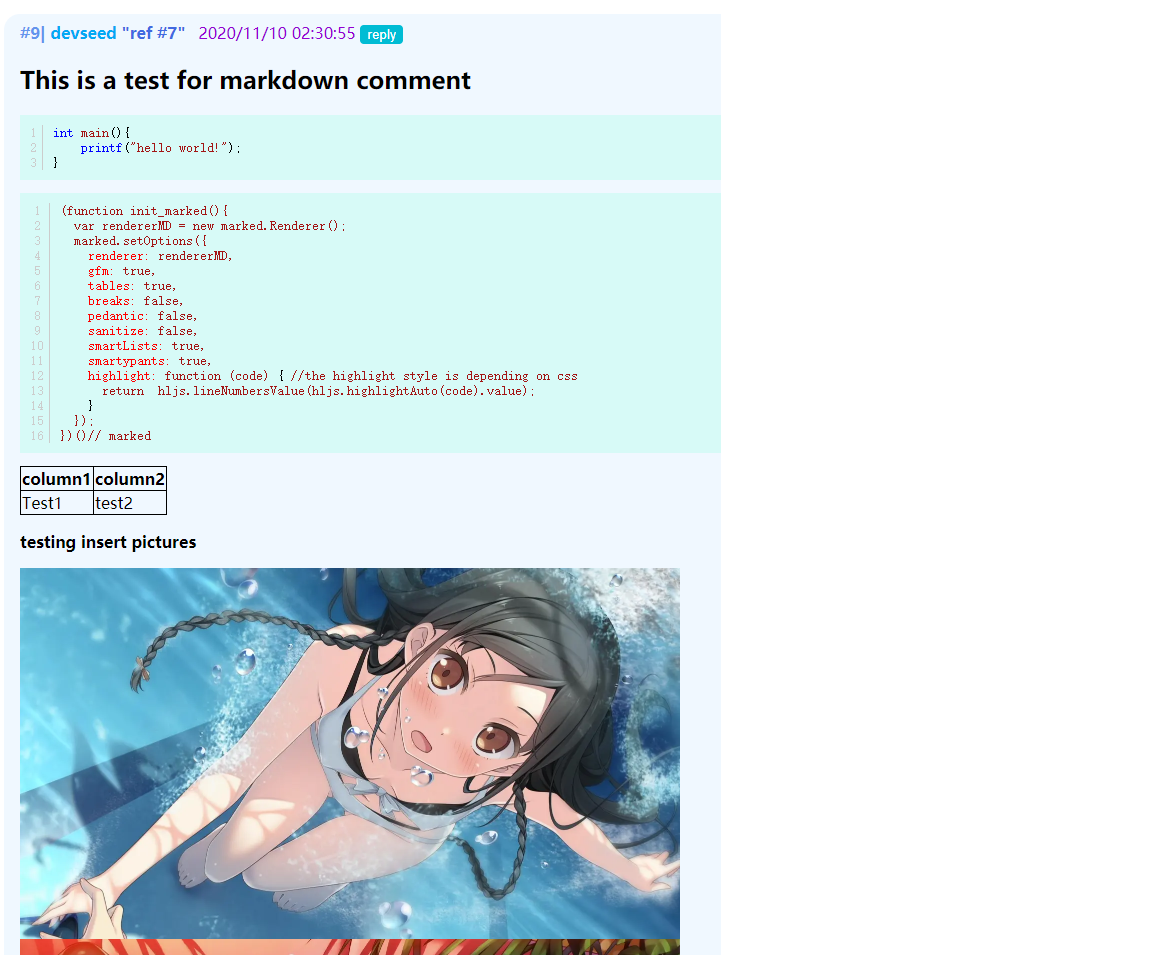 #9| devseed "ref #7" 2020/11/10 02:30:55 reply
This is a test for markdown comment
1 int main(){
2 printf("hello world!");
3 }
1 (function init_marked(){
2 var rendererMD = new marked.Renderer();
3 marked.setOptions({
4 renderer: rendererMD,
5 gfm: true,
6 tables: true,
7 breaks: false,
8 pedantic: false,
9 sanitize: false,
10 smartLists: true,
11 smartypants: true,
12 highlight: function (code) { //the highlight style is depending on css
13 return  hljs.lineNumbersValue(hljs.highlightAuto(code).value);
14 }
15 });
16 })()// marked
column1 column2
Test1 test2
testing insert pictures